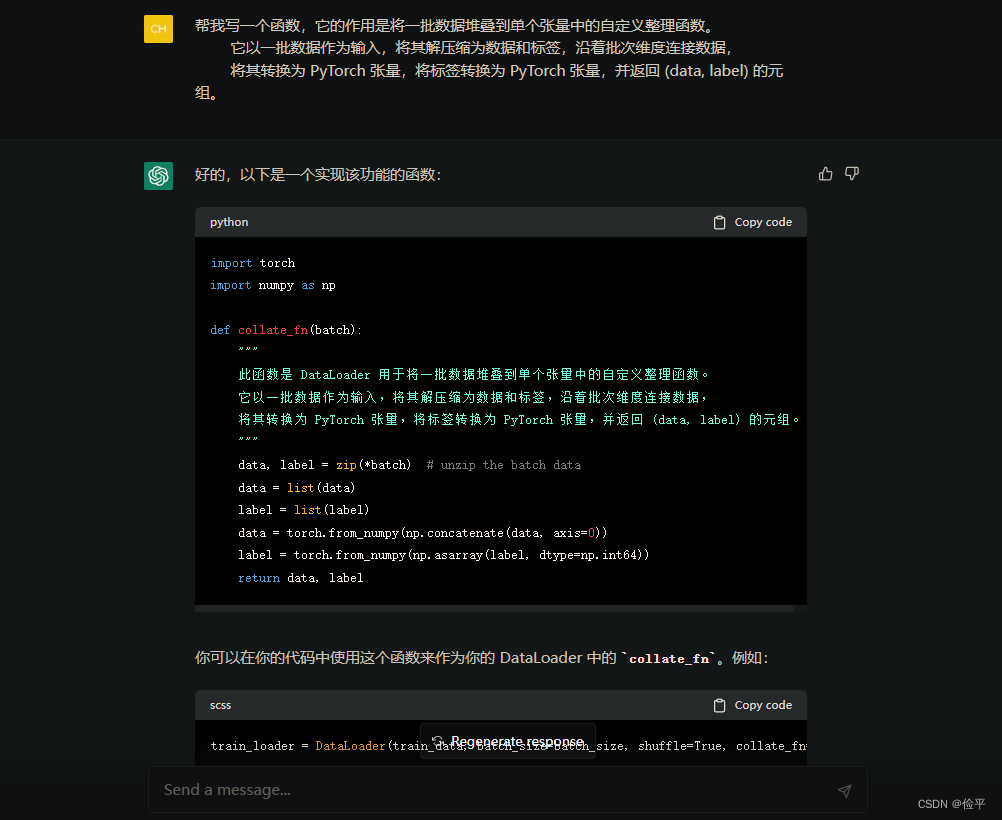 CH
帮我写一个函数，它的作用是将一批数据堆叠到单个张量中的自定义整理函数。
它以一批数据作为输入，将其解压缩为数据和标签，沿着批次维度连接数据，
将其转换为 PyTorch 张量，将标签转换为 PyTorch 张量，并返回 (data, label) 的元
组。
好的，以下是一个实现该功能的函数：
python Copy code
import torch
import numpy as np
def collate_fn(batch):
"""
此函数是 DataLoader 用于将一批数据堆叠到单个张量中的自定义整理函数。
它以一批数据作为输入，将其解压缩为数据和标签，沿着批次维度连接数据，
将其转换为 PyTorch 张量，将标签转换为 PyTorch 张量，并返回 (data, label) 的元组。
"""
data, label = zip(*batch)  # unzip the batch data
data = list(data)
label = list(label)
data = torch.from_numpy(np.concatenate(data, axis=0))
label = torch.from_numpy(np.asarray(label, dtype=np.int64))
return data, label
你可以在你的代码中使用这个函数来作为你的 DataLoader 中的 `collate_fn`。例如：
scss Copy code
train_loader = DataLoader(train_data, batch_size=batch_size, shuffle=True, collate_fn=
Regenerate response
Send a message...
CSDN @俭平